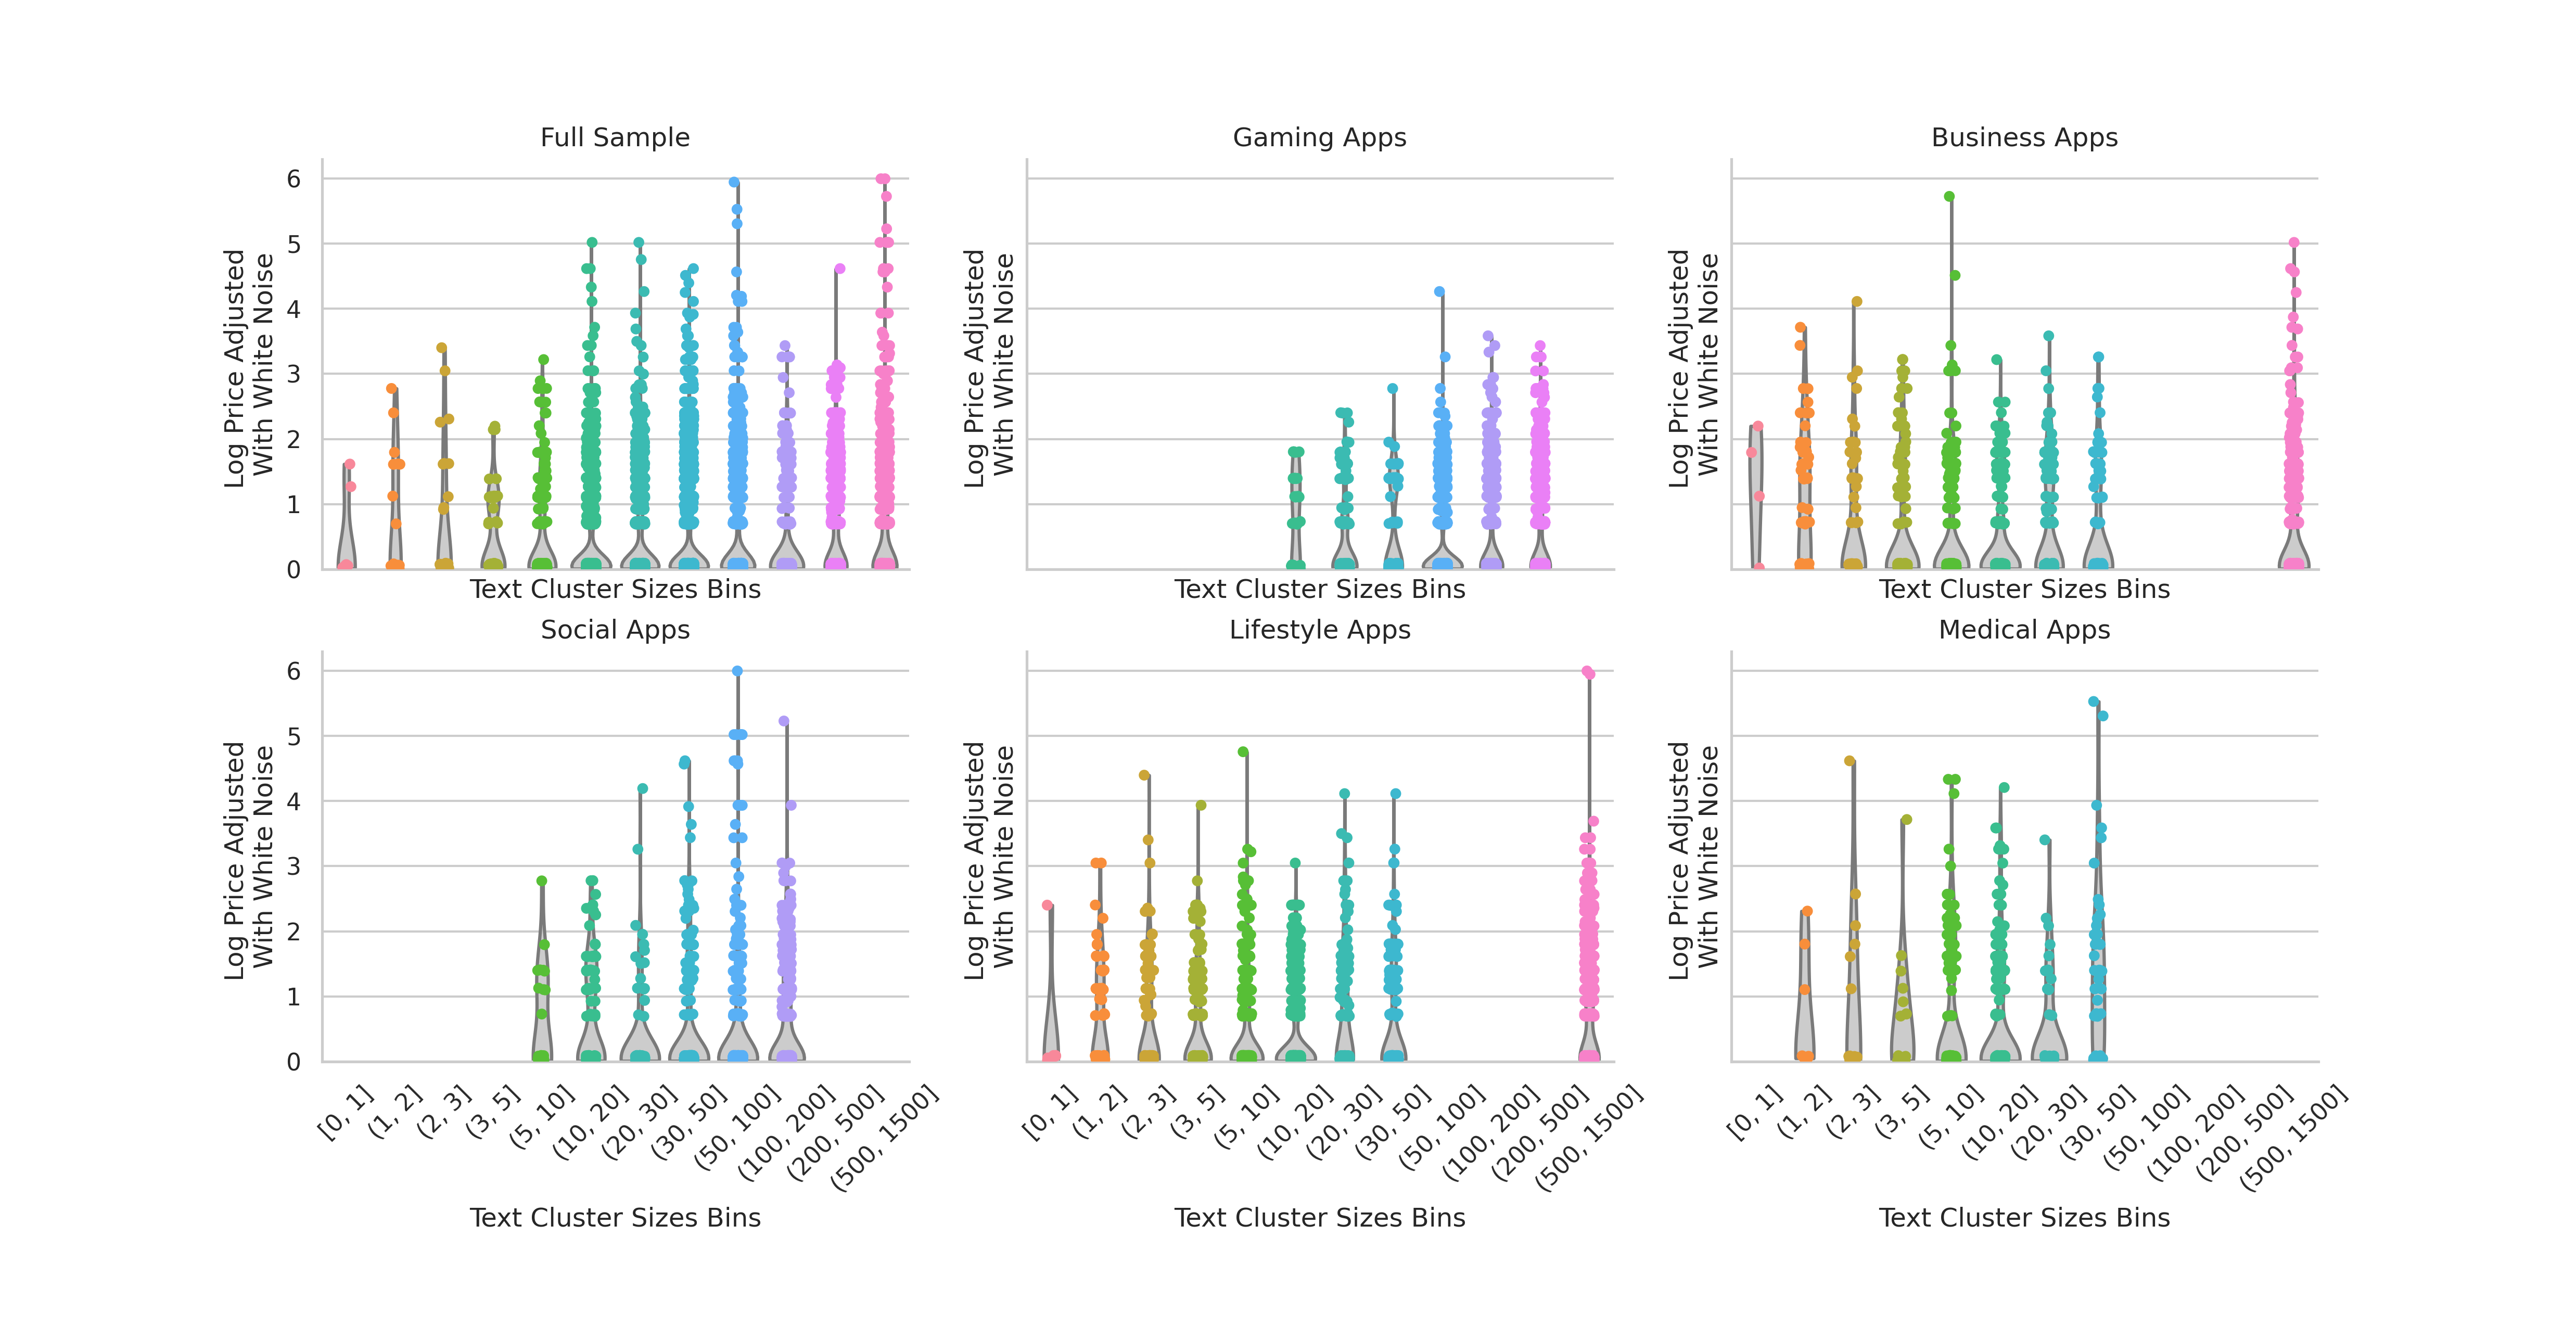 Full Sample
Gaming Apps
Business Apps
Log Price Adjusted
With White Noise
6
5
4
3
2
1
0
Text Cluster Sizes Bins
Log Price Adjusted
With White Noise
Text Cluster Sizes Bins
Log Price Adjusted
With White Noise
Text Cluster Sizes Bins
Social Apps
Lifestyle Apps
Medical Apps
Log Price Adjusted
With White Noise
6
5
4
3
2
1
0
[0, 1]
(1, 2]
(2, 3]
(3, 5]
(5, 10]
(10, 20]
(20, 30]
(30, 50]
(50, 100]
(100, 200]
(200, 500]
(500, 1500]
Text Cluster Sizes Bins
Log Price Adjusted
With White Noise
[0, 1]
(1, 2]
(2, 3]
(3, 5]
(5, 10]
(10, 20]
(20, 30]
(30, 50]
(50, 100]
(100, 200]
(200, 500]
(500, 1500]
Text Cluster Sizes Bins
Log Price Adjusted
With White Noise
[0, 1]
(1, 2]
(2, 3]
(3, 5]
(5, 10]
(10, 20]
(20, 30]
(30, 50]
(50, 100]
(100, 200]
(200, 500]
(500, 1500]
Text Cluster Sizes Bins